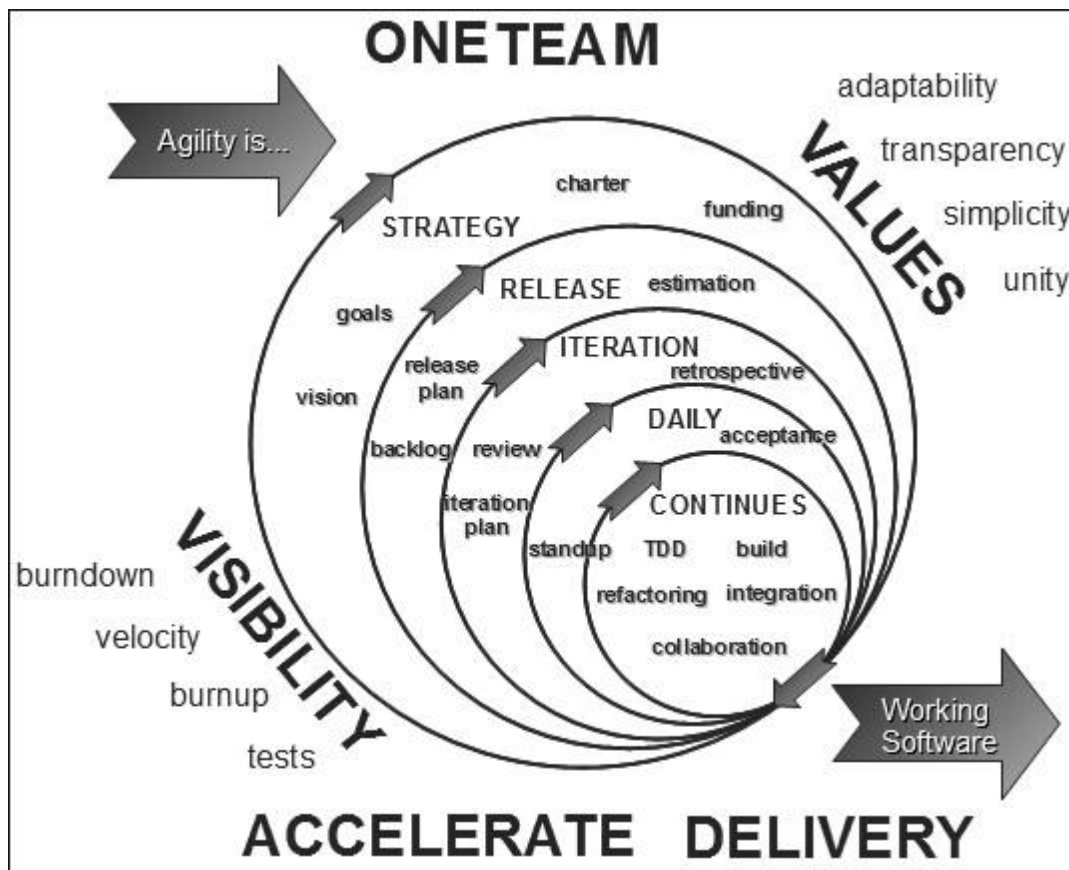 ONE TEAM
adaptability
Agility is...
transparency
VALUES
charter
funding
simplicity
STRATEGY
unity
RELEASE
estimation
goals
ITERATION
release
plan
retrospective
vision
DAILY
acceptance
backlog
review
CONTINUES
iteration
plan
standup
TDD
build
VISIBILITY
burndown
refactoring
integration
velocity
collaboration
burnup
Working
Software
tests
ACCELERATE DELIVERY